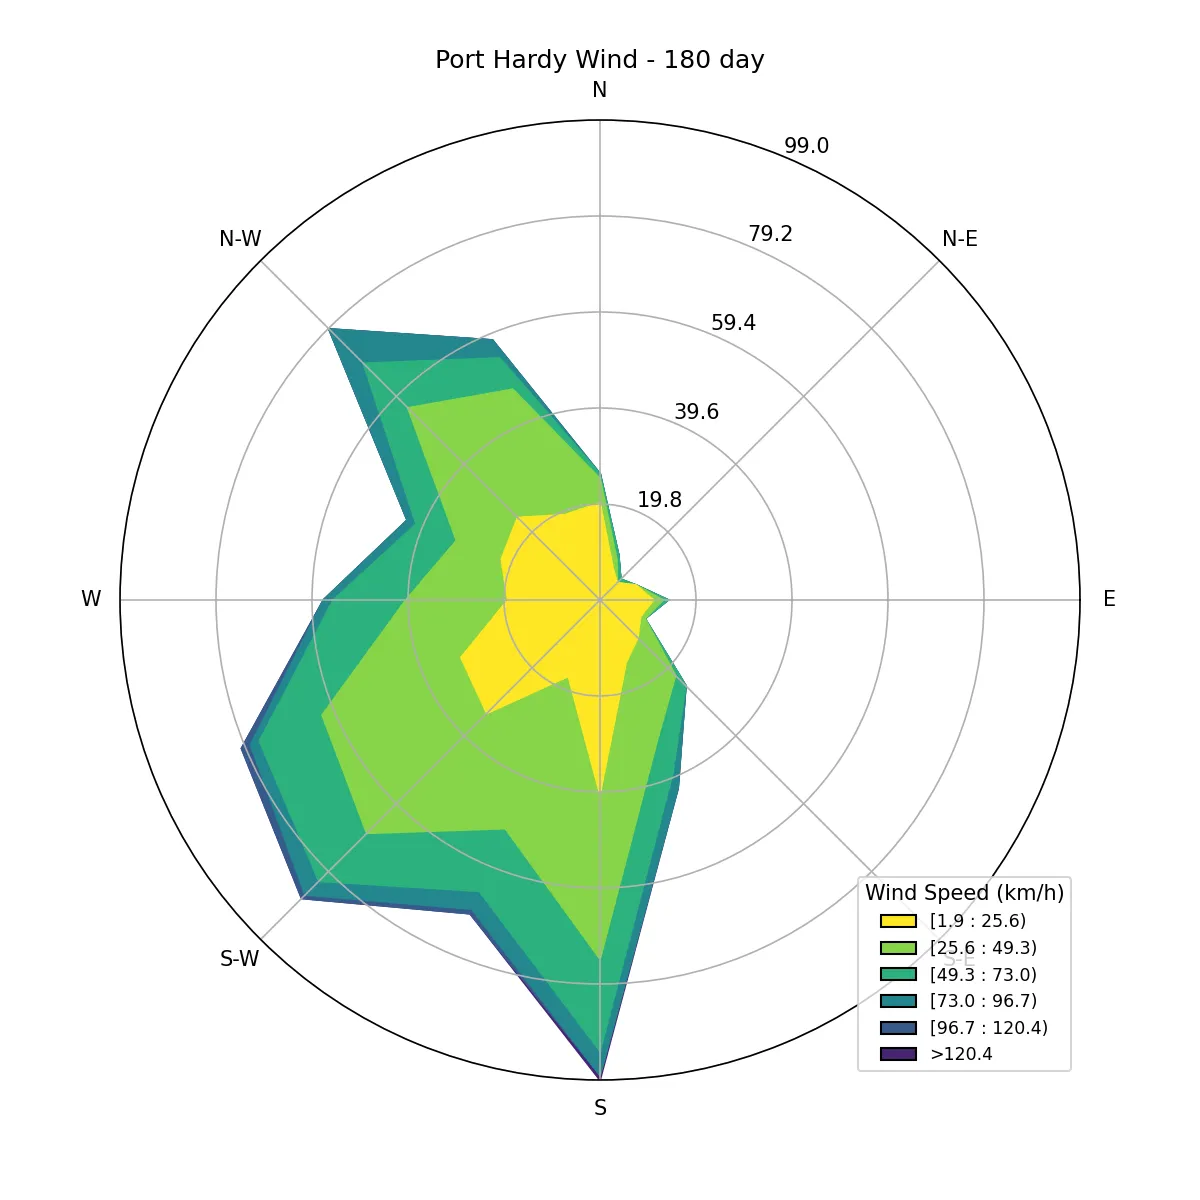 Port Hardy Wind - 180 day
N
99.0
79.2
N-W
N-E
59.4
39.6
19.8
W
E
S-W
S-E
S
Wind Speed (km/h)
[1.9 : 25.6)
[25.6 : 49.3)
[49.3 : 73.0)
[73.0 : 96.7)
[96.7 : 120.4)
>120.4